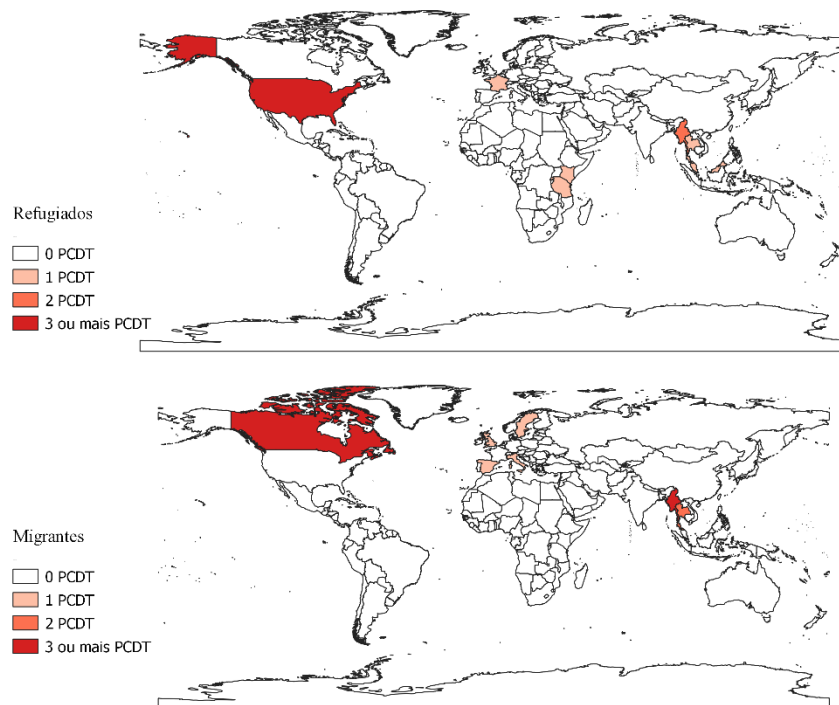 Refugiados
0 PCDT
1 PCDT
2 PCDT
3 ou mais PCDT
Migrantes
0 PCDT
1 PCDT
2 PCDT
3 ou mais PCDT